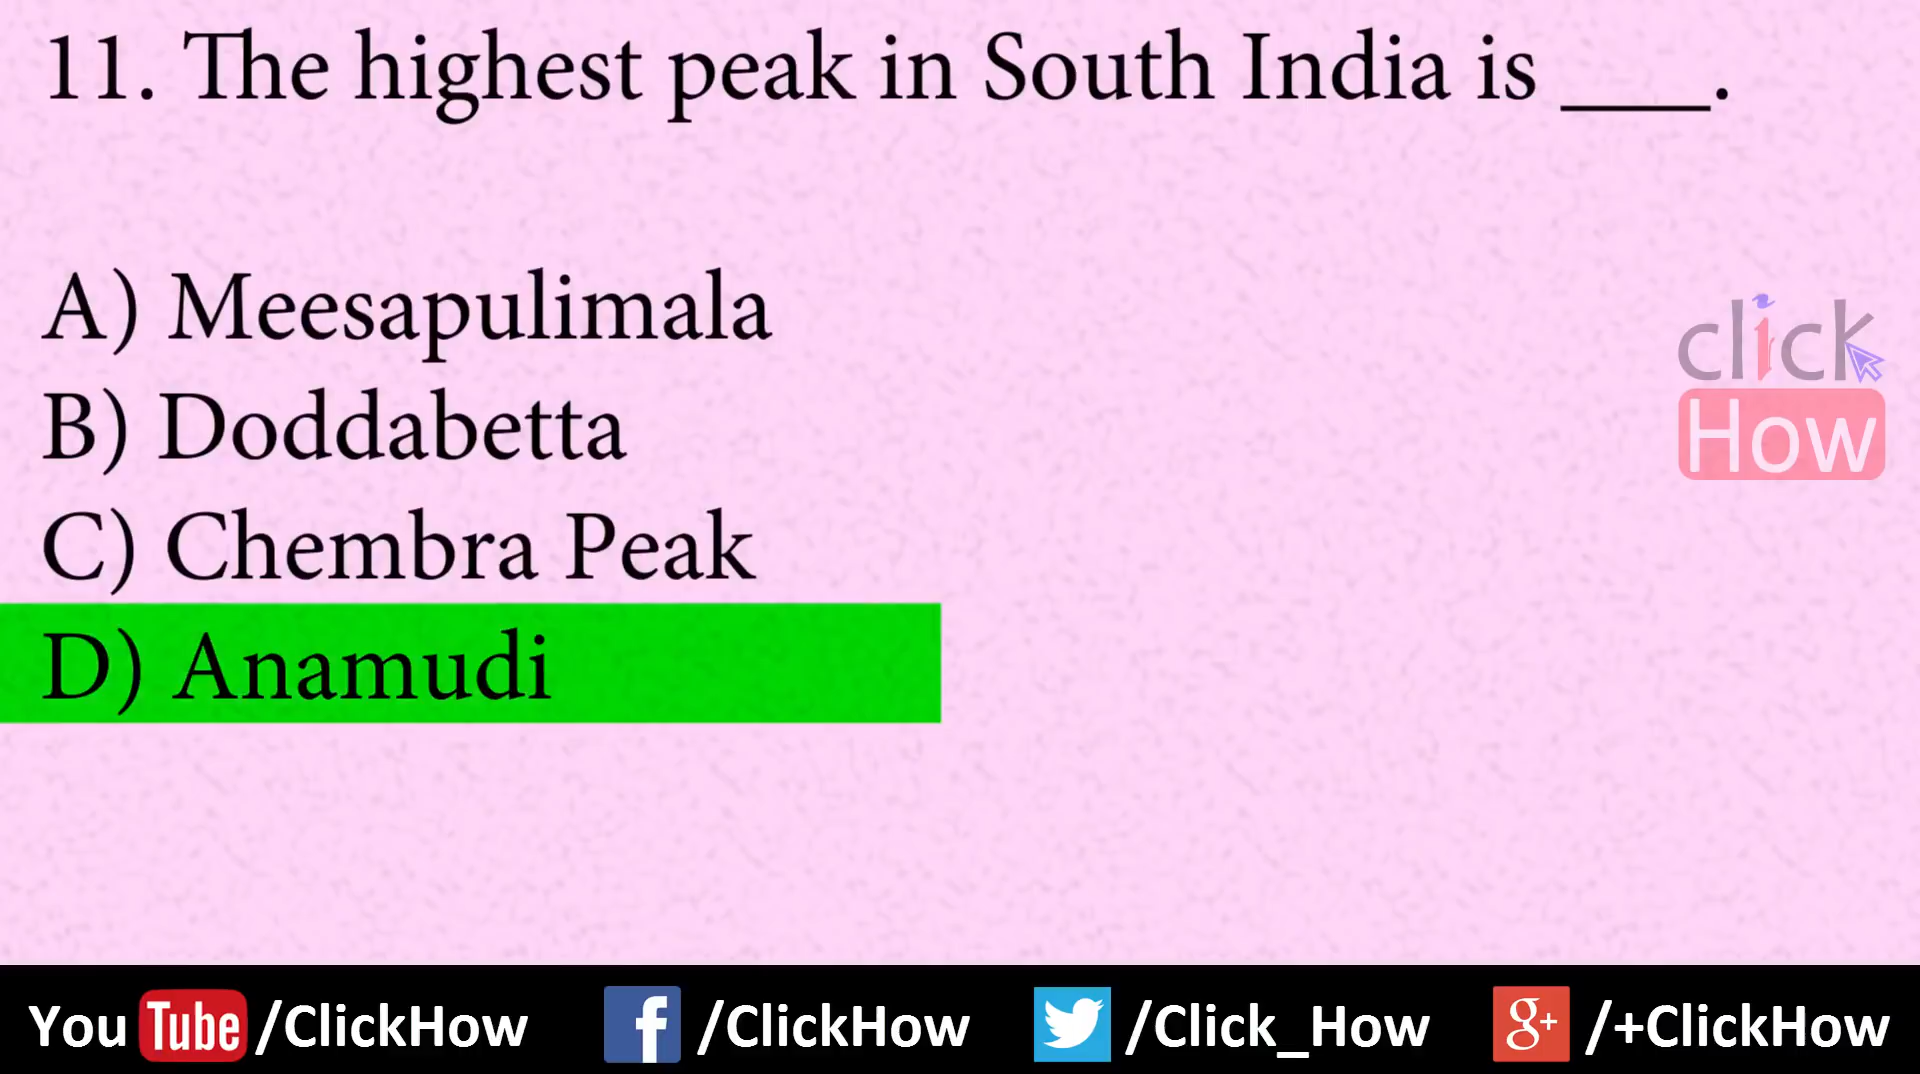 11. The highest peak in South India is ___.
A) Meesapulimala
B) Doddabetta
C) Chembra Peak
D) Anamudi
click
How
You Tube /ClickHow f /ClickHow /Click_How g+ /+ClickHow